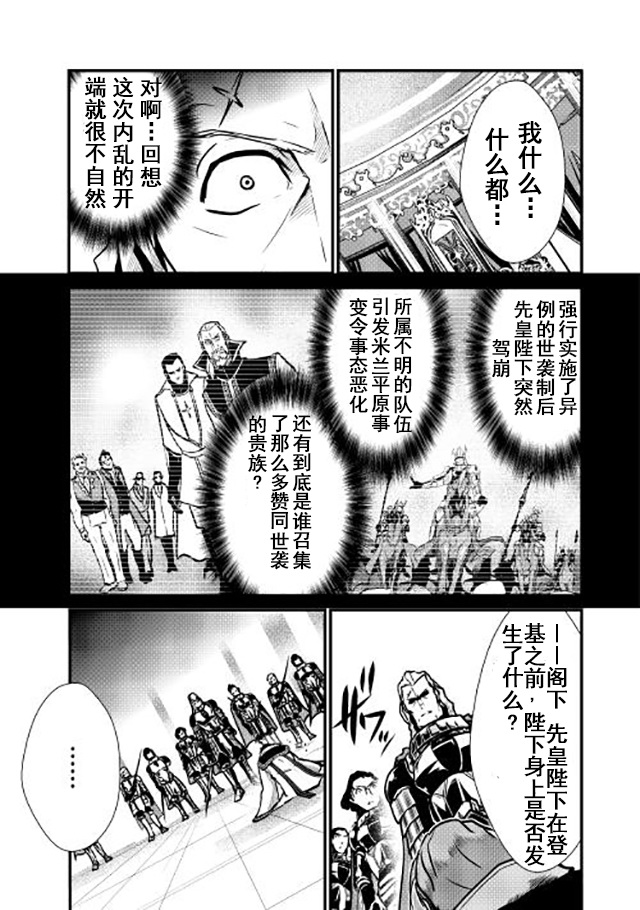 我什么…
什么都…
对啊…回想
这次内乱的开
端就很不自然
强行实施了异
例的世袭制后
先皇陛下突然
驾崩
所属不明的队伍
引发米兰平原事
变令事态恶化
还有到底是谁召集
了那么多赞同世袭
的贵族？
——阁下 先皇陛下在登
基之前，陛下身上是否发
生了什么？
ザッ
……